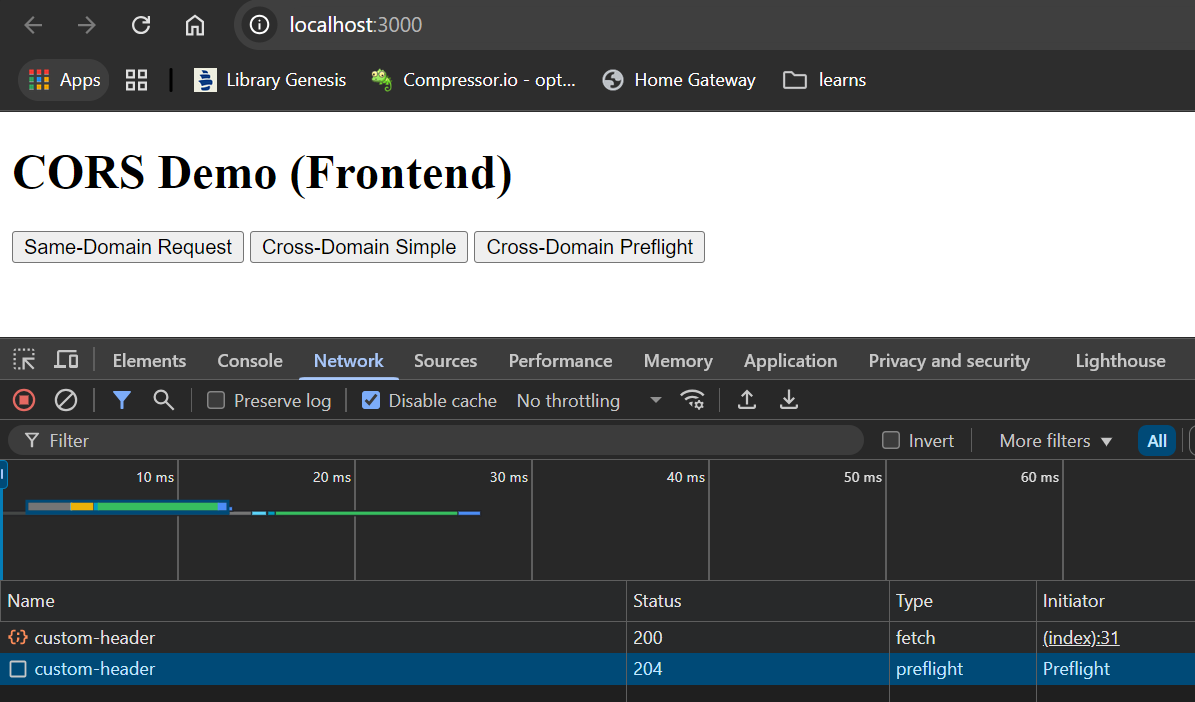 localhost:3000
Apps Library Genesis Compressor.io - opt... Home Gateway learns
CORS Demo (Frontend)
Same-Domain Request Cross-Domain Simple Cross-Domain Preflight
Elements Console Network Sources Performance Memory Application Privacy and security Lighthouse
Preserve log Disable cache No throttling
Filter Invert More filters All
10 ms 20 ms 30 ms 40 ms 50 ms 60 ms
Name Status Type Initiator
custom-header 200 fetch (index):31
custom-header 204 preflight Preflight